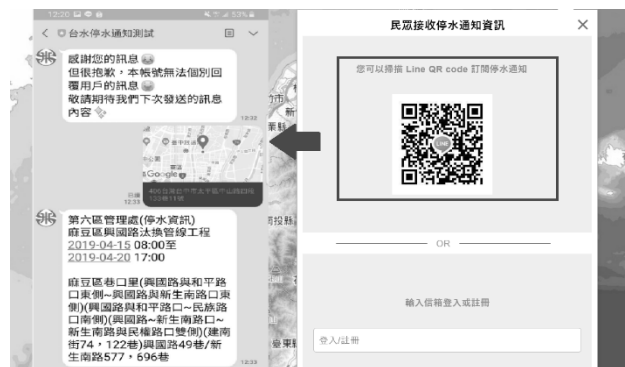 12:20
53%
台水停水通知測試
感謝您的訊息
但很抱歉，本帳號無法個別回
覆用戶的訊息
敬請期待我們下次發送的訊息
內容
12:32
Google
12:33
第六區管理處(停水資訊)
麻豆區興國路汰換管線工程
2019-04-15 08:00至
2019-04-20 17:00
麻豆區巷口里(興國路與和平路
口東側~興國路與新生南路口東
側)(興國路與和平路口~民族路
口南側)(興國路~新生南路口~
新生南路與民權路口雙側)(建南
街74，122巷)興國路49巷/新
生南路577，696巷
12:33
民眾接收停水通知資訊
您可以掃描 Line QR code 訂閱停水通知
LINE
OR
輸入信箱登入或註冊
登入/註冊